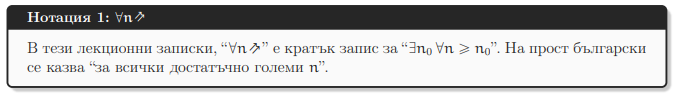 Нотация 1: ∀n⇗
В тези лекционни записки, “∀n⇗” е кратък запис за “∃n₀ ∀n ⩾ n₀”. На прост български
се казва “за всички достатъчно големи n”.